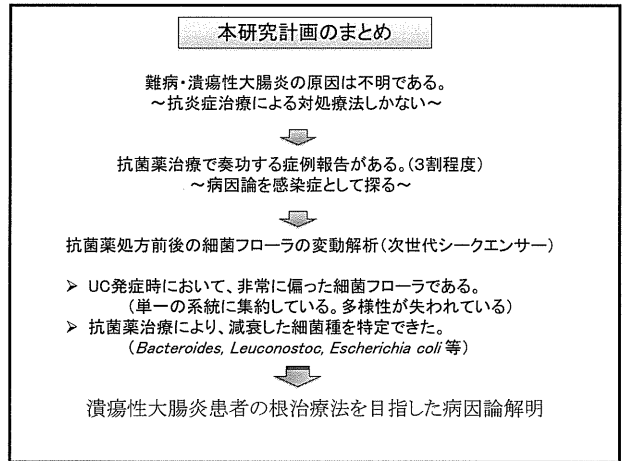 本研究計画のまとめ
難病・潰瘍性大腸炎の原因は不明である。
～抗炎症治療による対処療法しかない～
抗菌薬治療で奏功する症例報告がある。(3割程度)
～病因論を感染症として探る～
抗菌薬処方前後の細菌フローラの変動解析(次世代シークエンサー)
➢ UC発症時において、非常に偏った細菌フローラである。
(単一の系統に集約している。多様性が失われている)
➢ 抗菌薬治療により、減衰した細菌種を特定できた。
(Bacteroides, Leuconostoc, Escherichia coli 等)
潰瘍性大腸炎患者の根治療法を目指した病因論解明